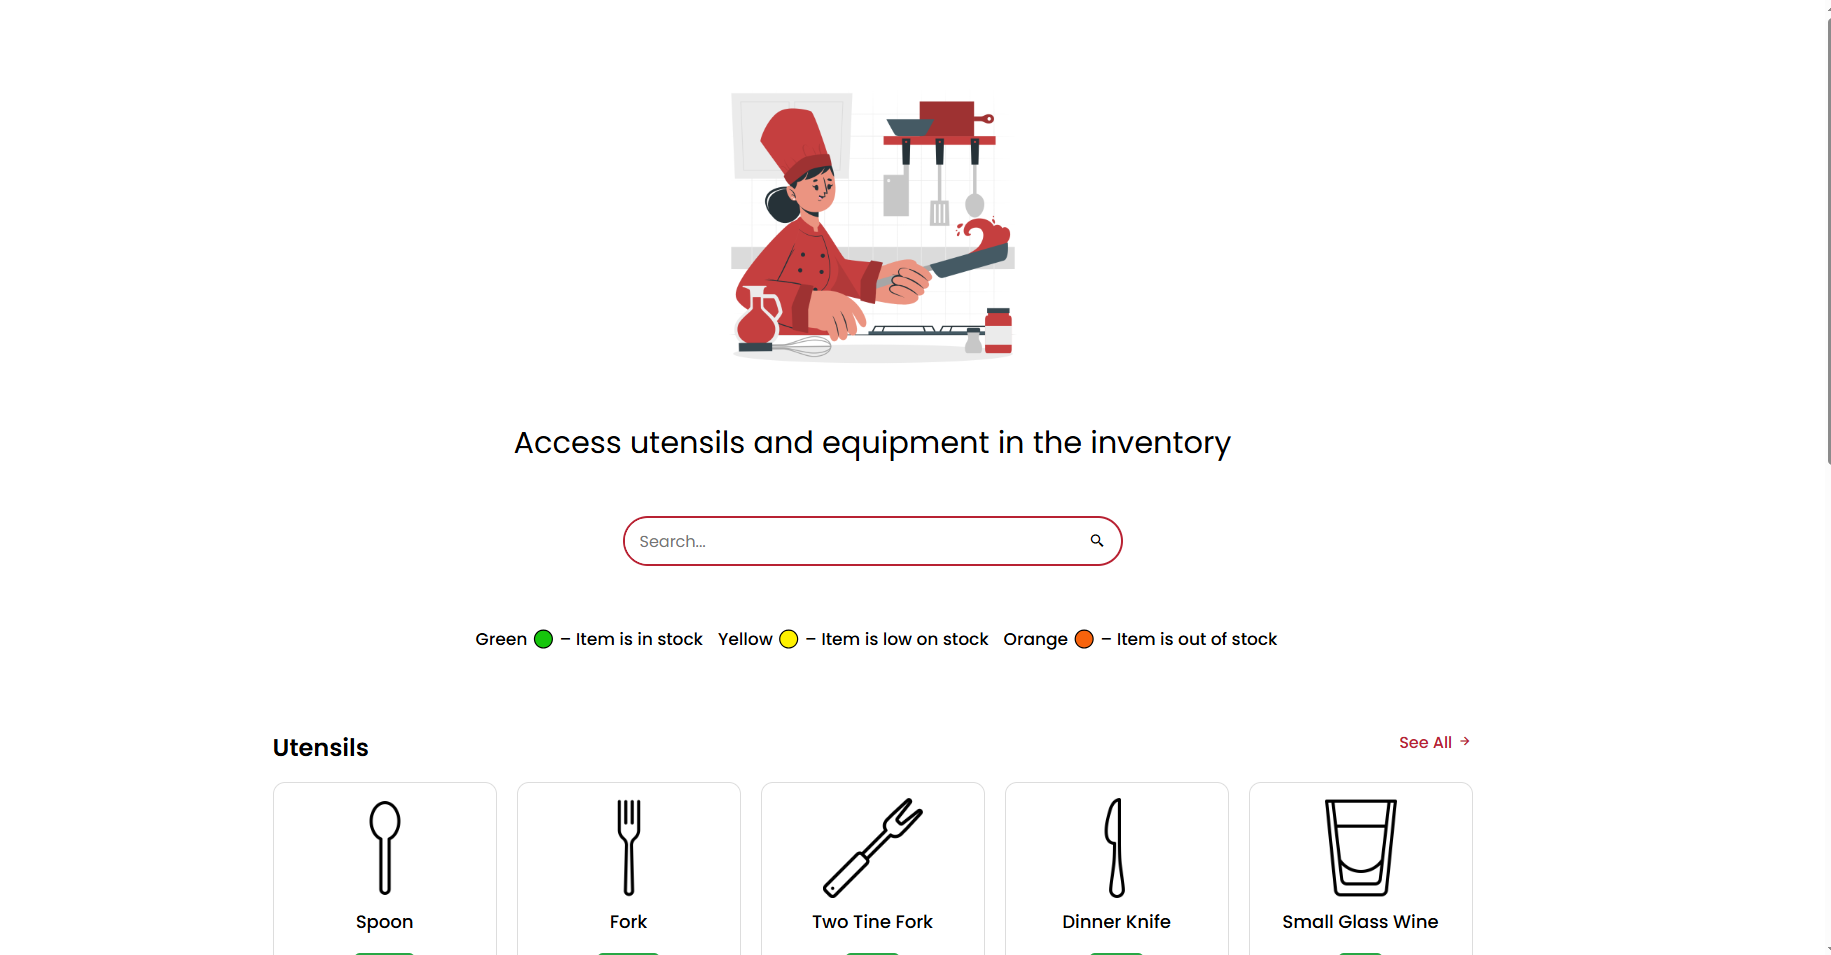 Access utensils and equipment in the inventory
Search...
Green – Item is in stock Yellow – Item is low on stock Orange – Item is out of stock
Utensils
See All →
Spoon
Fork
Two Tine Fork
Dinner Knife
Small Glass Wine